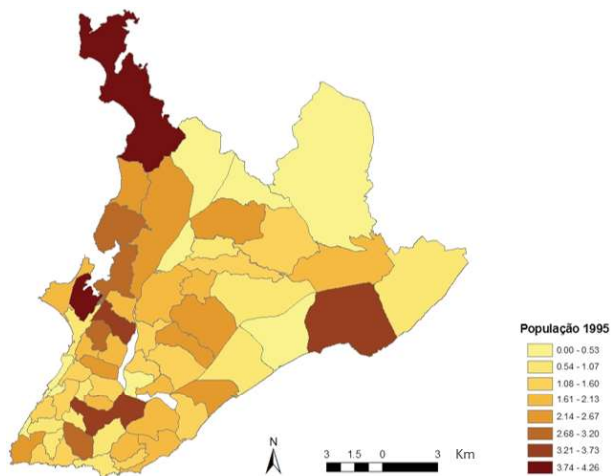 População 1995
0.00 - 0.53
0.54 - 1.07
1.08 - 1.60
1.61 - 2.13
2.14 - 2.67
2.68 - 3.20
3.21 - 3.73
3.74 - 4.26
N
3 1.5 0 3 Km